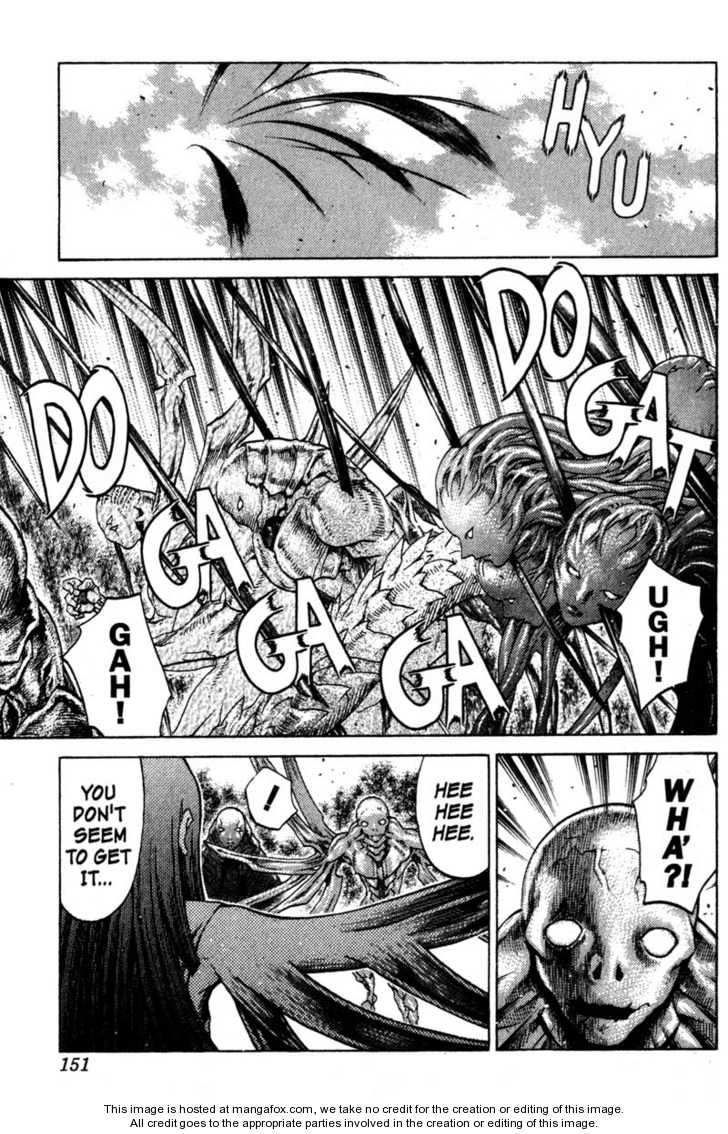 HYU
DO
GAT
DO
GA
GA
GA
UGH!
GAH!
WHA'
?!
HEE
HEE
HEE.
!
YOU
DON'T
SEEM
TO GET
IT...
151
This image is hosted at mangafox.com, we take no credit for the creation or editing of this image.
All credit goes to the appropriate parties involved in the creation or editing of this image.